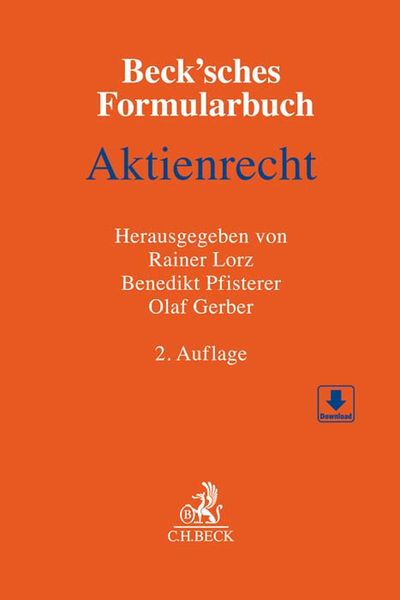 Beck'sches
Formularbuch
Aktienrecht
Herausgegeben von
Rainer Lorz
Benedikt Pfisterer
Olaf Gerber
2. Auflage
Download
B
C.H.BECK